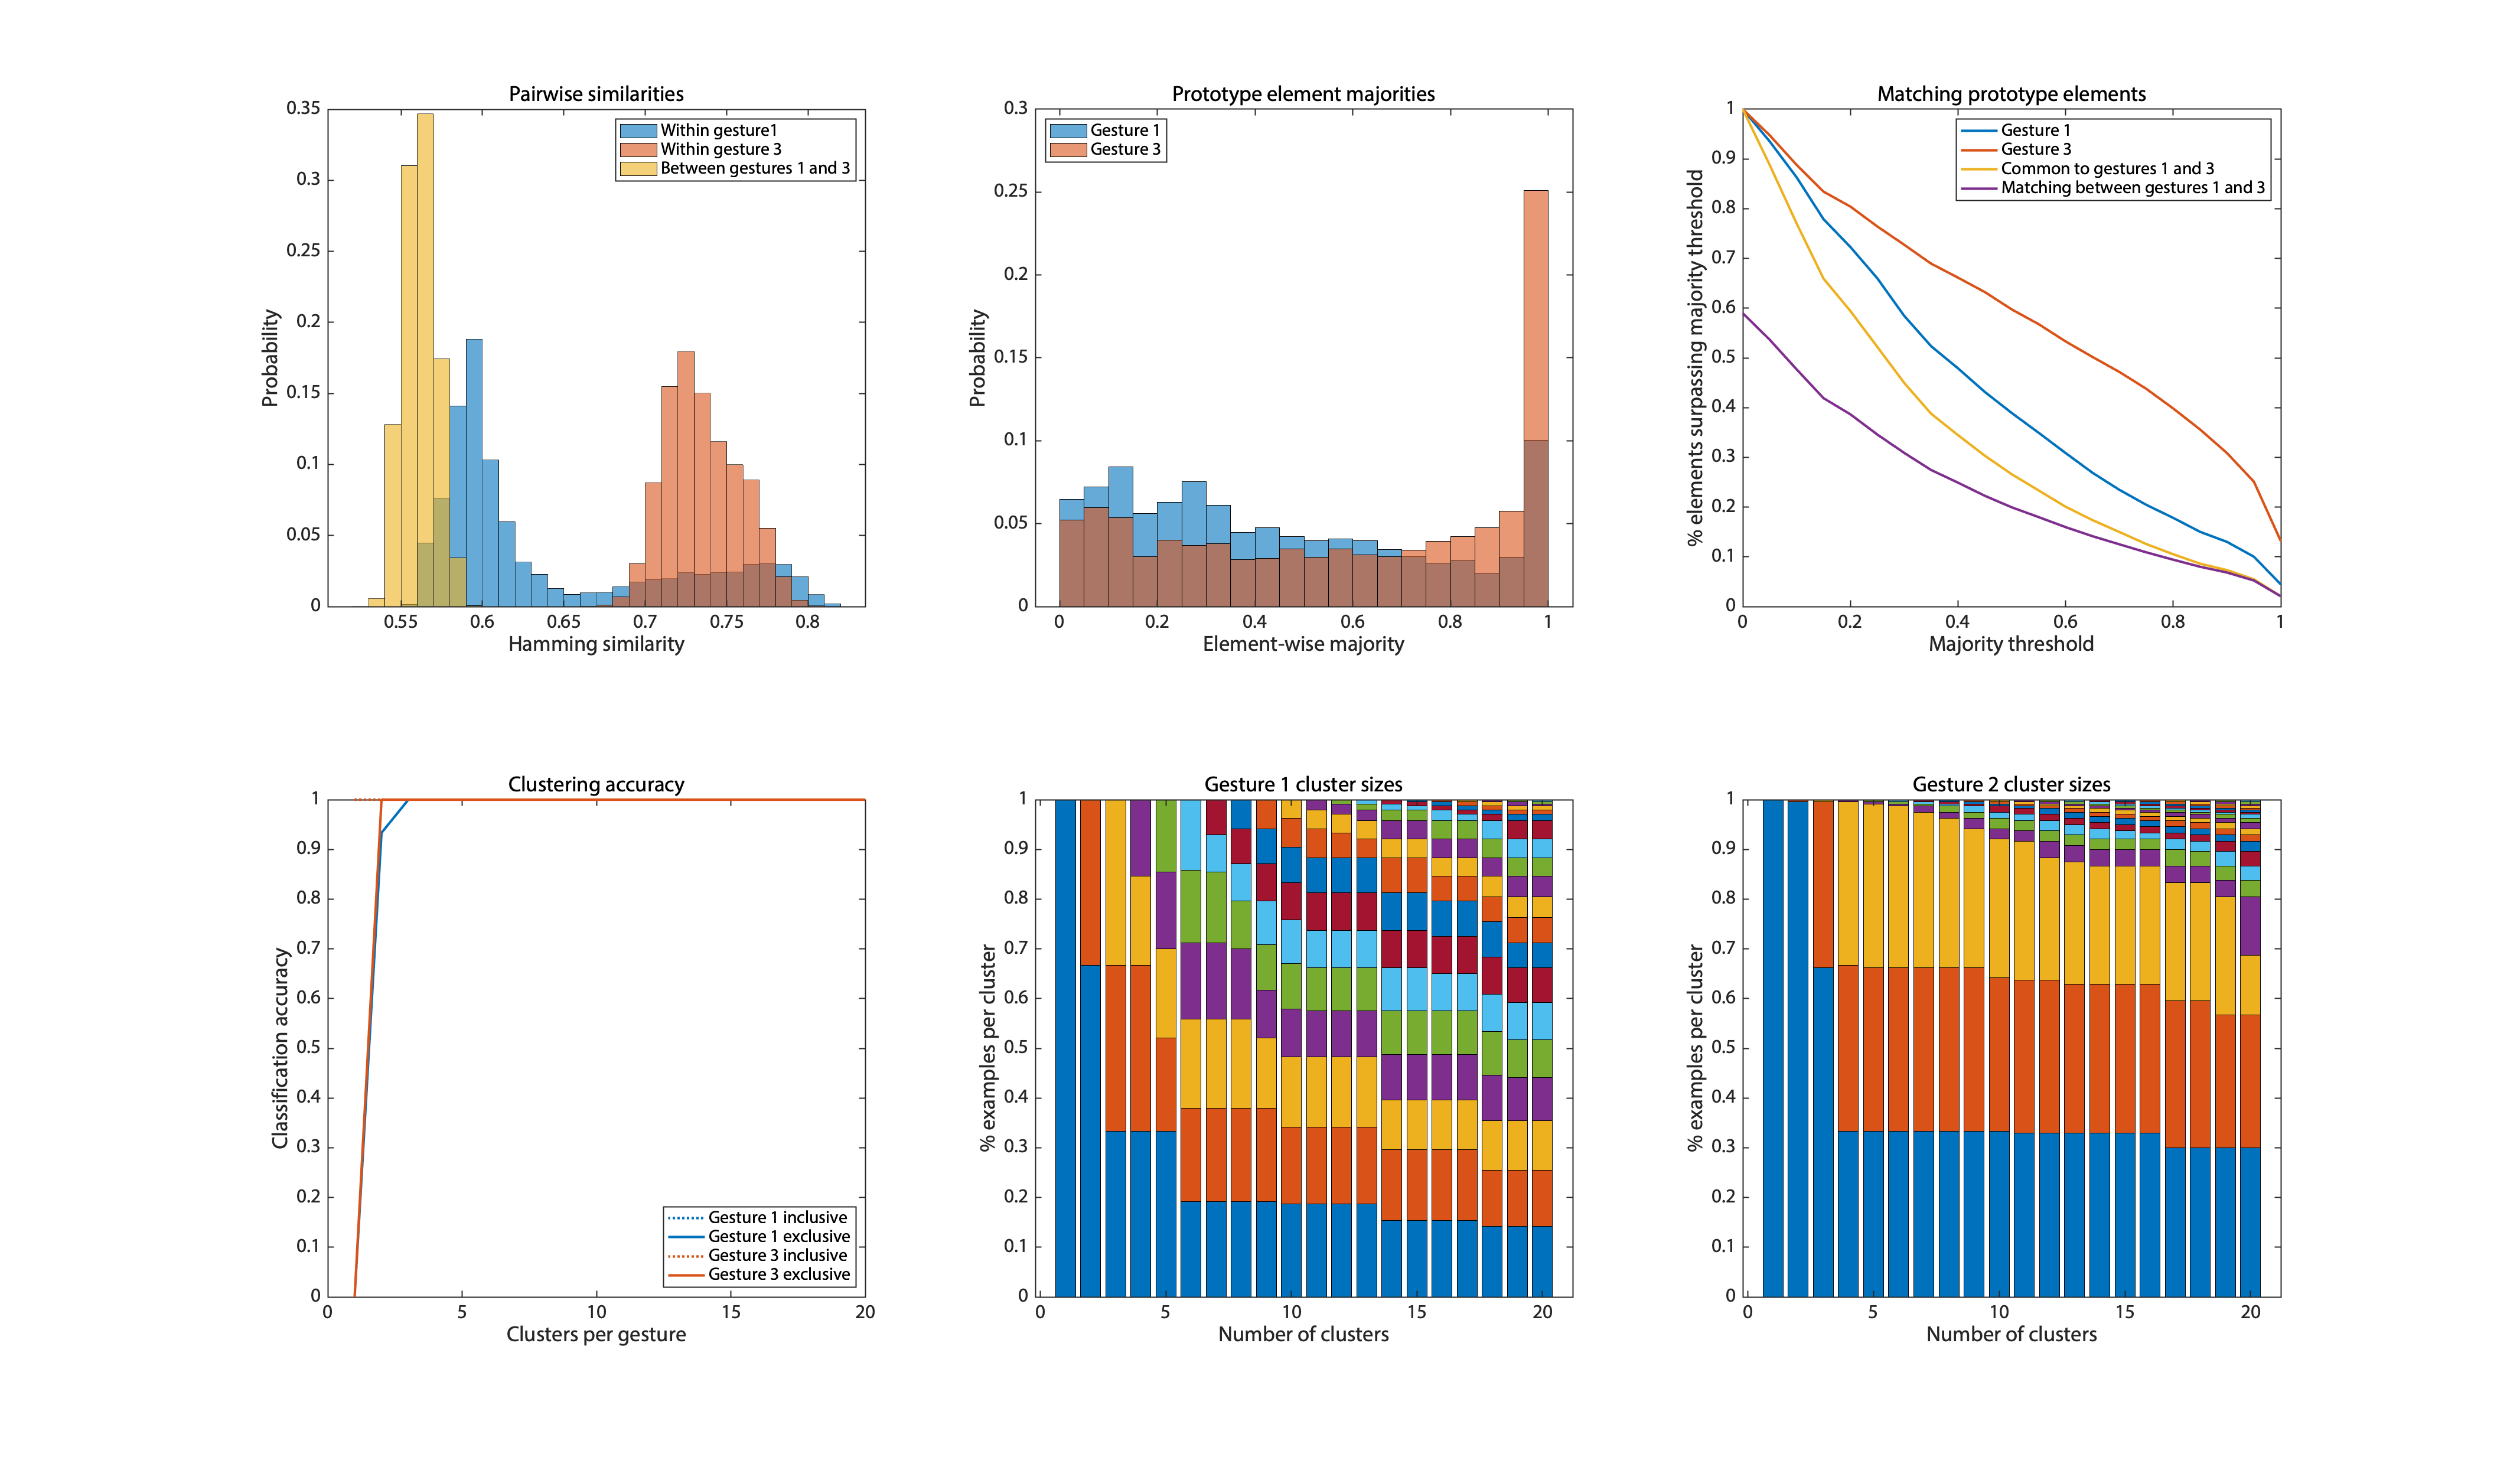 Pairwise similarities
0.35
0.3
0.25
0.2
0.15
0.1
0.05
0
Probability
Within gesture1
Within gesture 3
Between gestures 1 and 3
0.55 0.6 0.65 0.7 0.75 0.8
Hamming similarity
Prototype element majorities
0.3
0.25
0.2
0.15
0.1
0.05
0
Probability
Gesture 1
Gesture 3
0 0.2 0.4 0.6 0.8 1
Element-wise majority
Matching prototype elements
1
0.9
0.8
0.7
0.6
0.5
0.4
0.3
0.2
0.1
0
% elements surpassing majority threshold
Gesture 1
Gesture 3
Common to gestures 1 and 3
Matching between gestures 1 and 3
0 0.2 0.4 0.6 0.8 1
Majority threshold
Clustering accuracy
1
0.9
0.8
0.7
0.6
0.5
0.4
0.3
0.2
0.1
0
Classification accuracy
Gesture 1 inclusive
Gesture 1 exclusive
Gesture 3 inclusive
Gesture 3 exclusive
0 5 10 15 20
Clusters per gesture
Gesture 1 cluster sizes
1
0.9
0.8
0.7
0.6
0.5
0.4
0.3
0.2
0.1
0
% examples per cluster
0 5 10 15 20
Number of clusters
Gesture 2 cluster sizes
1
0.9
0.8
0.7
0.6
0.5
0.4
0.3
0.2
0.1
0
% examples per cluster
0 5 10 15 20
Number of clusters